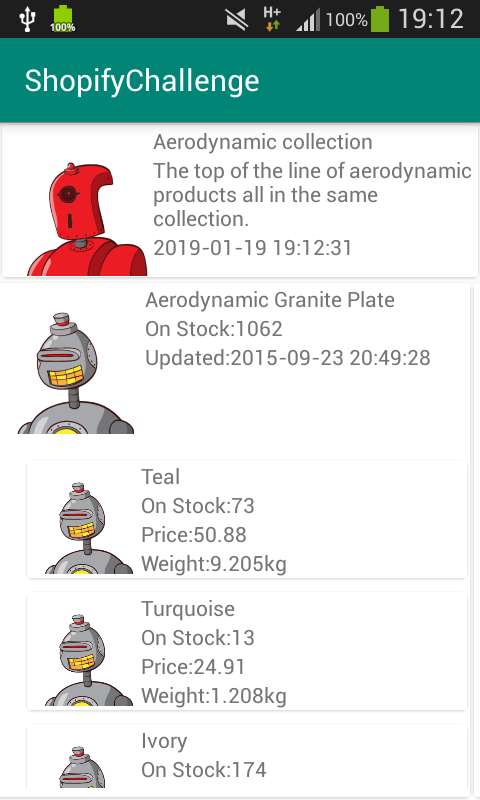 100%
H+
100%
19:12
ShopifyChallenge
Aerodynamic collection
The top of the line of aerodynamic
products all in the same
collection.
2019-01-19 19:12:31
Aerodynamic Granite Plate
On Stock:1062
Updated:2015-09-23 20:49:28
Teal
On Stock:73
Price:50.88
Weight:9.205kg
Turquoise
On Stock:13
Price:24.91
Weight:1.208kg
Ivory
On Stock:174